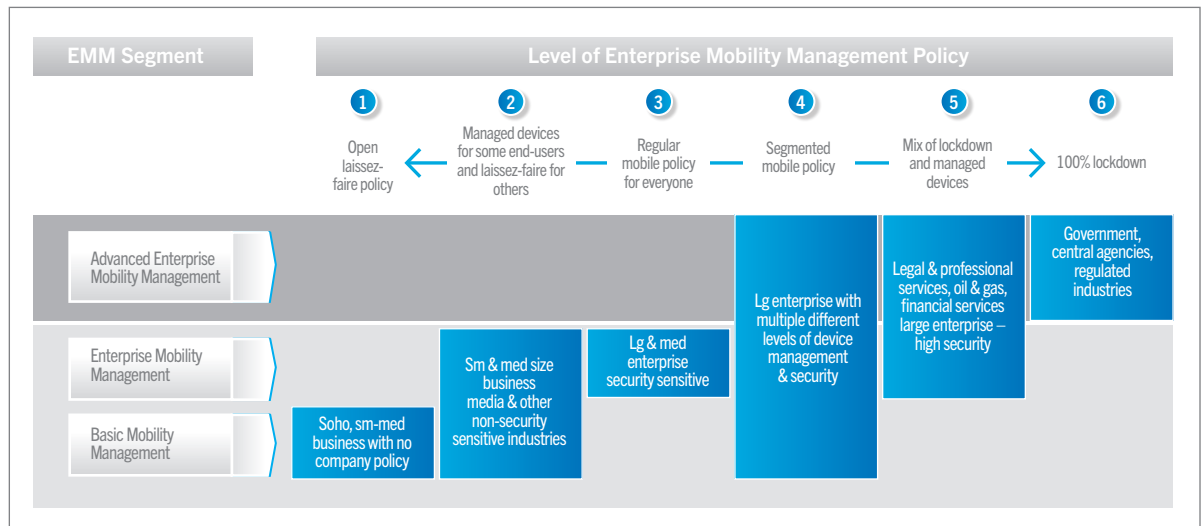 EMM Segment
Level of Enterprise Mobility Management Policy
1
2
3
4
5
6
Open
laissez-
faire policy
Managed devices
for some end-users
and laissez-faire for
others
Regular
mobile policy
for everyone
Segmented
mobile policy
Mix of lockdown
and managed
devices
100% lockdown
Advanced Enterprise
Mobility Management
Enterprise Mobility
Management
Basic Mobility
Management
Soho, sm-med
business with no
company policy
Sm & med size
business
media & other
non-security
sensitive industries
Lg & med
enterprise
security sensitive
Lg enterprise with
multiple different
levels of device
management
& security
Legal & professional
services, oil & gas,
financial services
large enterprise –
high security
Government,
central agencies,
regulated
industries